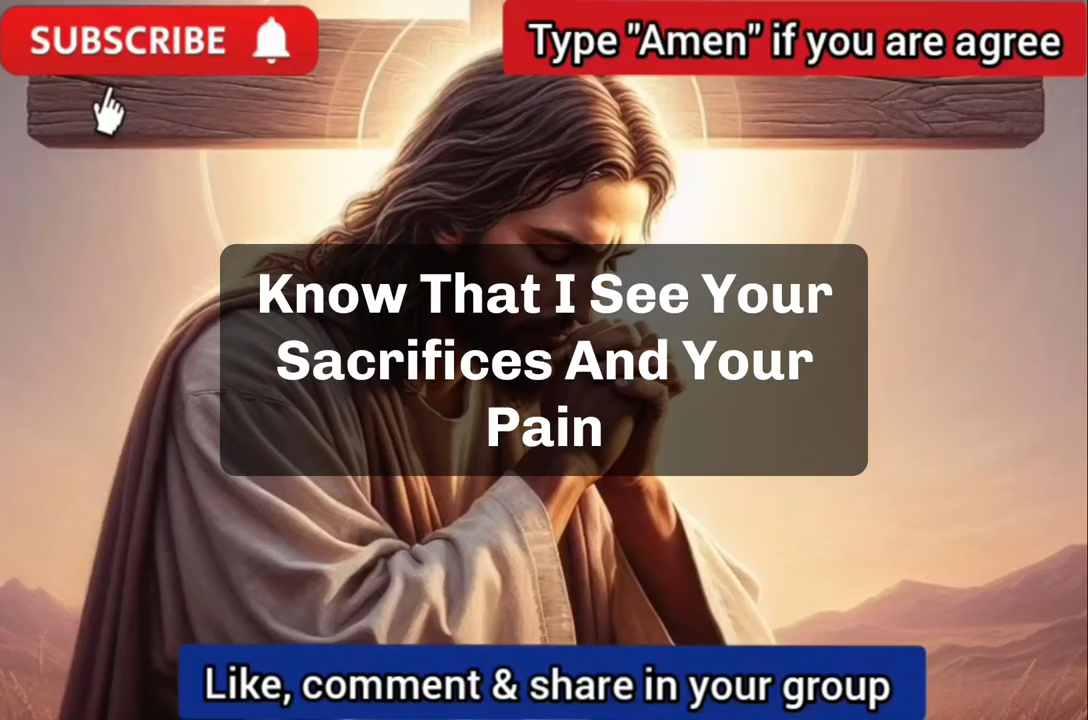 SUBSCRIBE
Type "Amen" if you are agree
Know That I See Your
Sacrifices And Your
Pain
Like, comment & share in your group